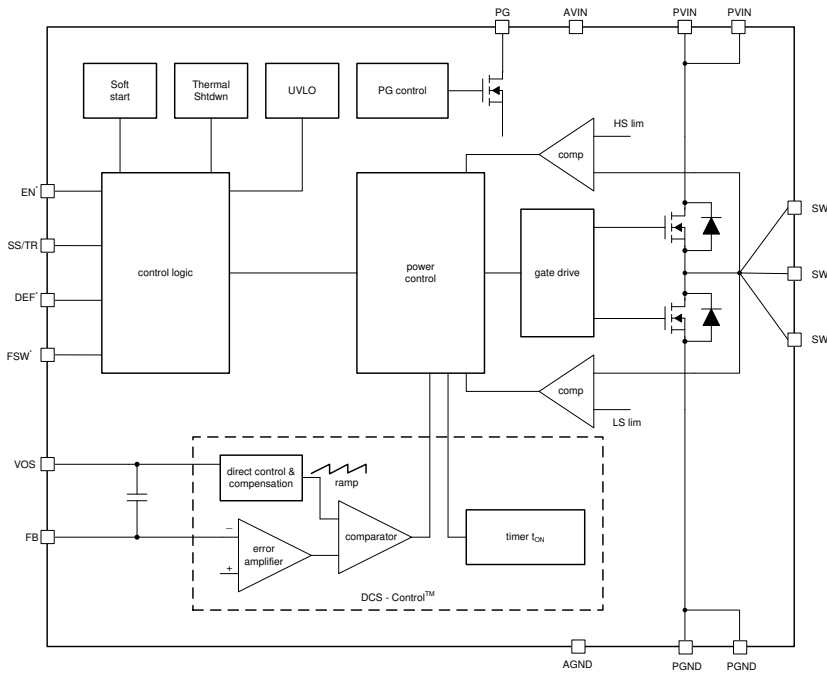 PG
AVIN
PVIN
PVIN
Soft
start
Thermal
Shtdwn
UVLO
PG control
HS lim
comp
EN*
SS/TR
DEF*
FSW*
control logic
power
control
gate drive
SW
SW
SW
comp
LS lim
VOS
direct control &
compensation
ramp
FB
–
+
error
amplifier
comparator
timer tON
DCS - Control™
AGND
PGND
PGND